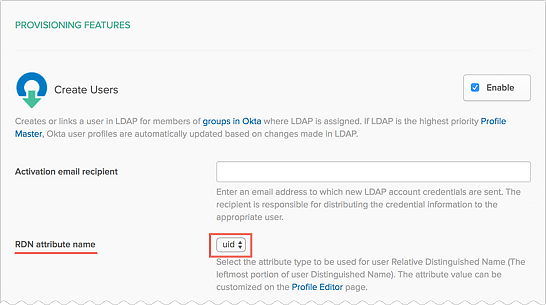 PROVISIONING FEATURES
Create Users
Enable
Creates or links a user in LDAP for members of groups in Okta where LDAP is assigned. If LDAP is the highest priority Profile
Master, Okta user profiles are automatically updated based on changes made in LDAP.
Activation email recipient
Enter an email address to which new LDAP account credentials are sent. The
recipient is responsible for distributing the credential information to the
appropriate user.
RDN attribute name
uid
Select the attribute type to be used for user Relative Distinguished Name (The
leftmost portion of user Distinguished Name). The attribute value can be
customized on the Profile Editor page.